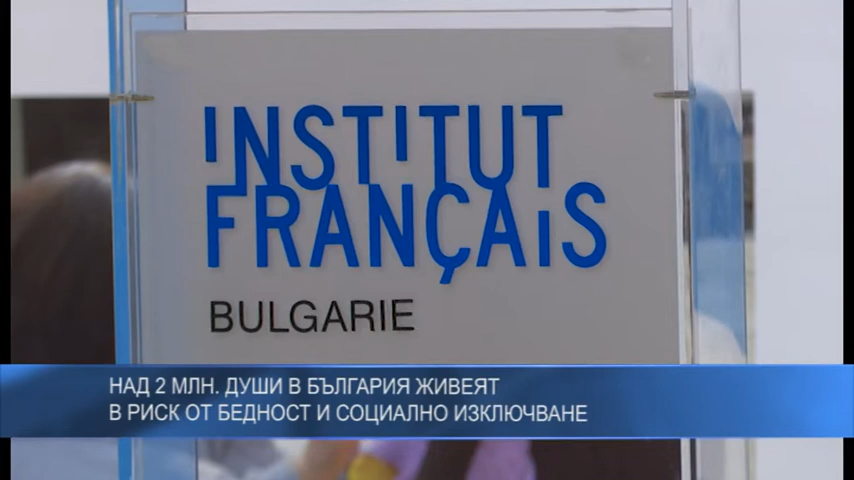 INSTITUT
FRANÇAIS
BULGARIE
НАД 2 МЛН. ДУШИ В БЪЛГАРИЯ ЖИВЕЯТ
В РИСК ОТ БЕДНОСТ И СОЦИАЛНО ИЗКЛЮЧВАНЕ